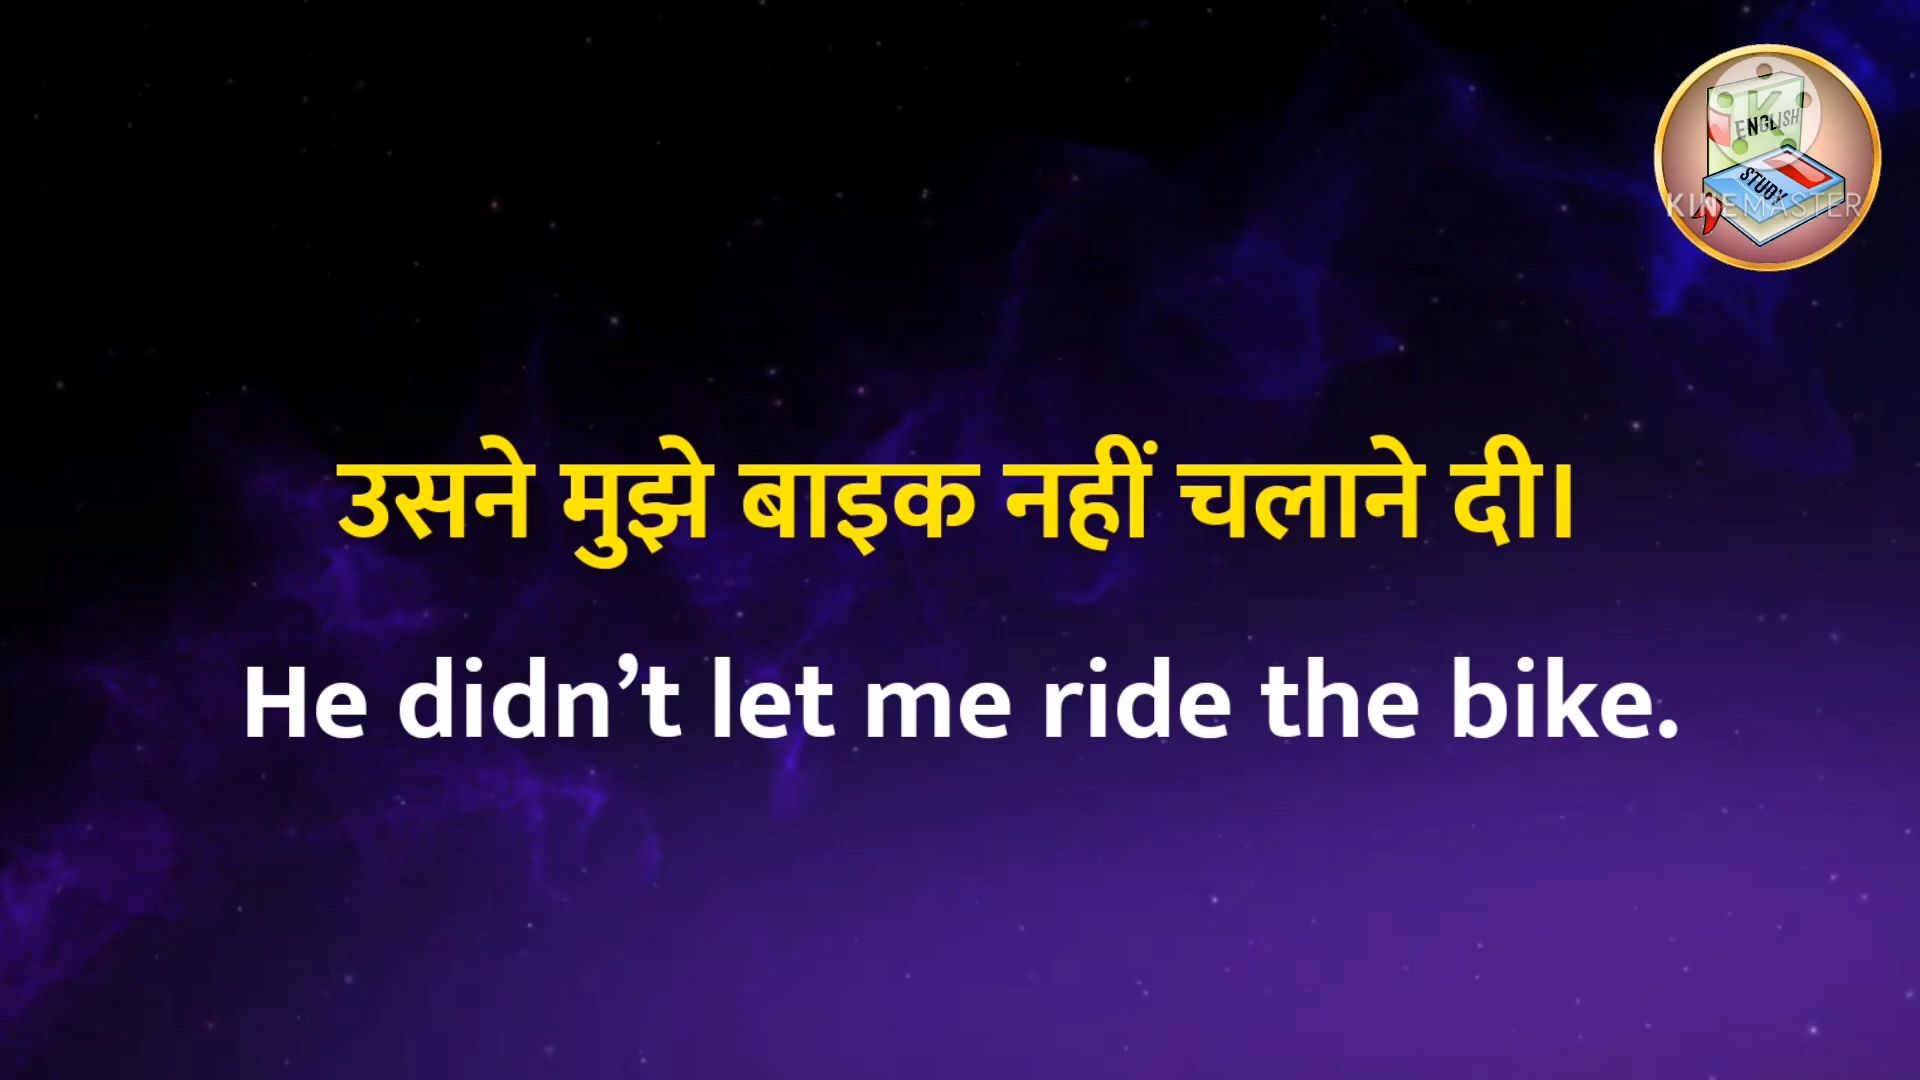 ENGLISH
STUDY
KINEMASTER
उसने मुझे बाइक नहीं चलाने दी।
He didn’t let me ride the bike.